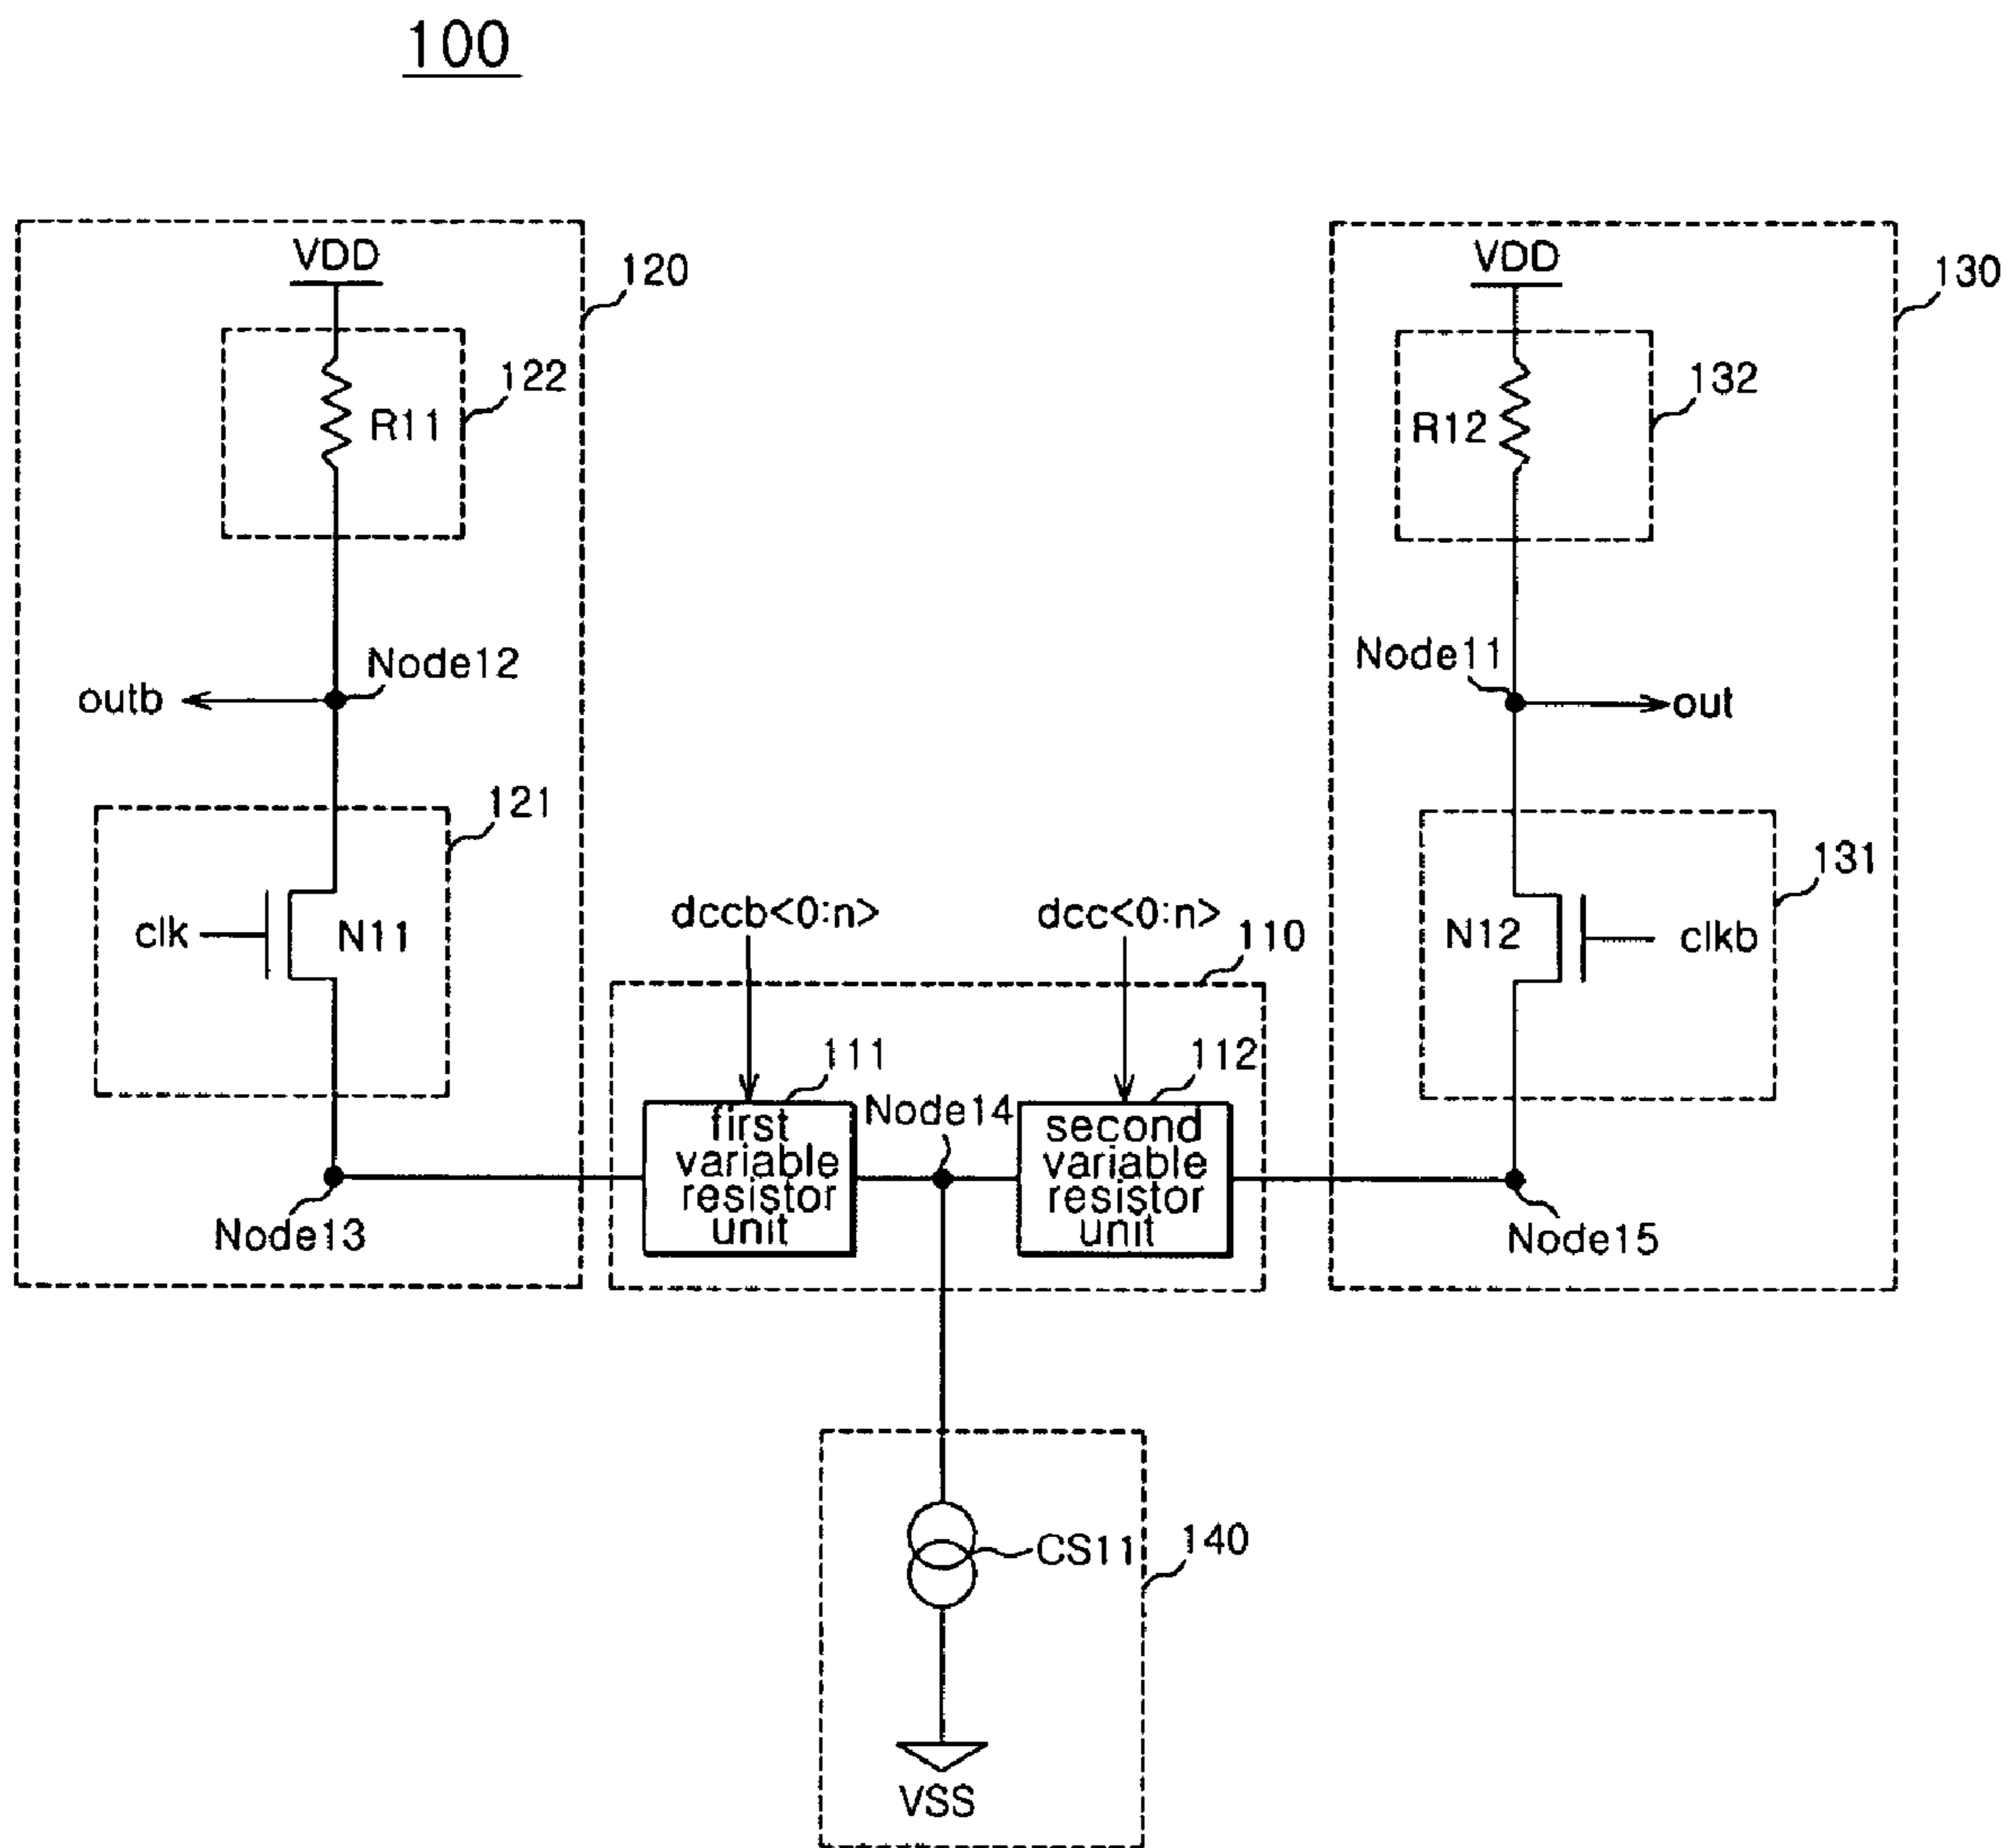 100
VDD
VDD
120
130
122
132
R11
R12
Node12
Node11
outb
out
121
131
clk
N11
dccb<0:n>
dcc<0:n>
110
N12
clkb
111
112
Node14
first
variable
resistor
unit
second
variable
resistor
unit
Node13
Node15
CS11
140
VSS